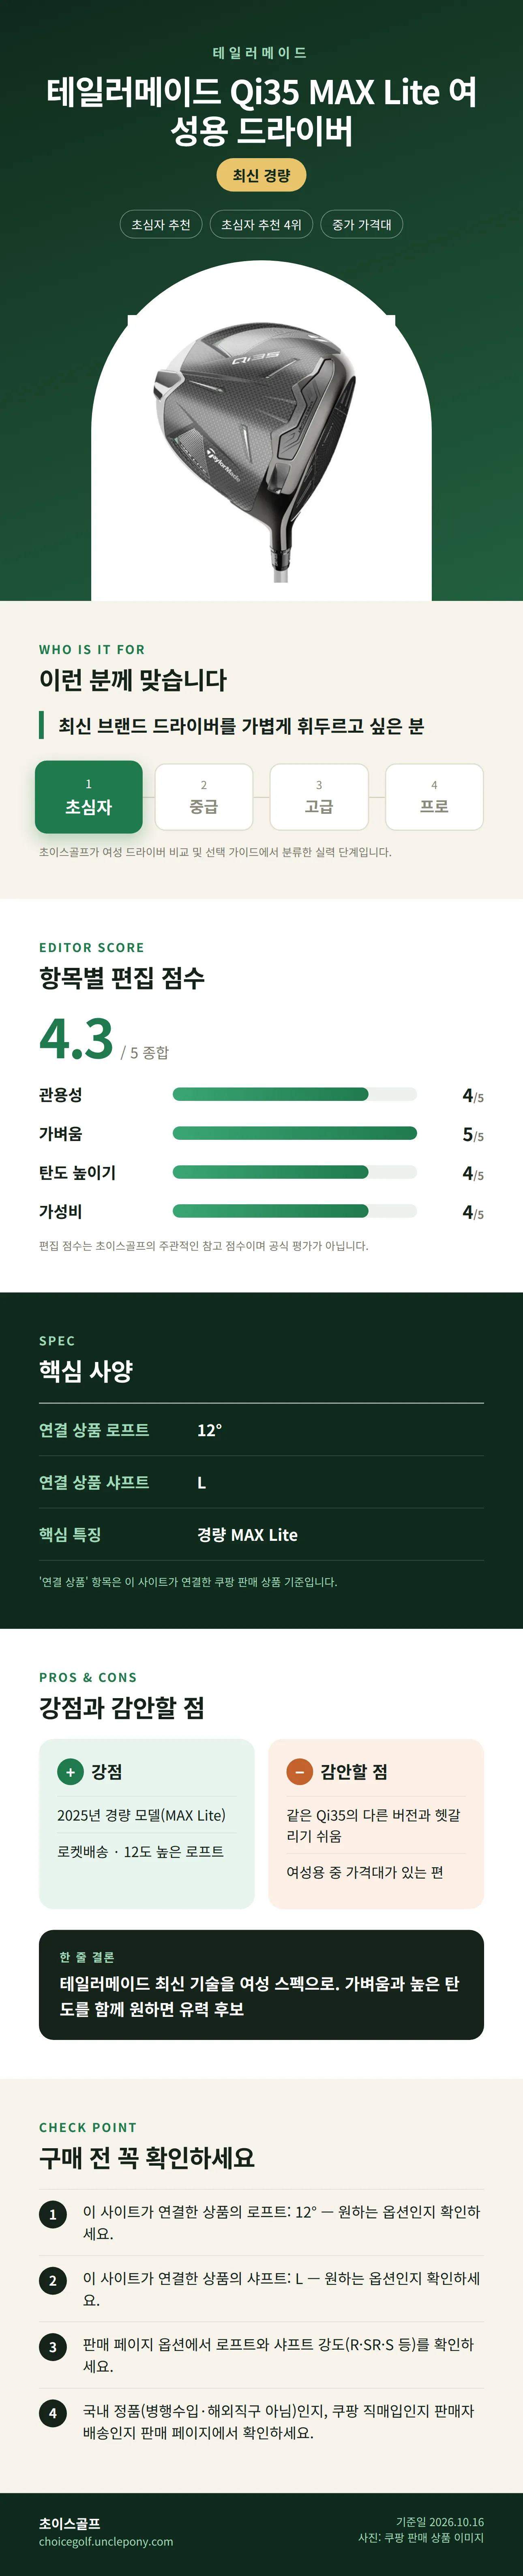 테일러메이드
테일러메이드 Qi35 MAX Lite 여
성용 드라이버
최신 경량
초심자 추천
초심자 추천 4위
중가 가격대
Qi35
TaylorMade
WHO IS IT FOR
이런 분께 맞습니다
최신 브랜드 드라이버를 가볍게 휘두르고 싶은 분
1
초심자
2
중급
3
고급
4
프로
초이스골프가 여성 드라이버 비교 및 선택 가이드에서 분류한 실력 단계입니다.
EDITOR SCORE
항목별 편집 점수
4.3 / 5 종합
관용성 4/5
가벼움 5/5
탄도 높이기 4/5
가성비 4/5
편집 점수는 초이스골프의 주관적인 참고 점수이며 공식 평가가 아닙니다.
SPEC
핵심 사양
연결 상품 로프트 12°
연결 상품 샤프트 L
핵심 특징 경량 MAX Lite
'연결 상품' 항목은 이 사이트가 연결한 쿠팡 판매 상품 기준입니다.
PROS & CONS
강점과 감안할 점
+ 강점
2025년 경량 모델(MAX Lite)
로켓배송 · 12도 높은 로프트
− 감안할 점
같은 Qi35의 다른 버전과 헷갈
리기 쉬움
여성용 중 가격대가 있는 편
한 줄 결론
테일러메이드 최신 기술을 여성 스펙으로. 가벼움과 높은 탄
도를 함께 원하면 유력 후보
CHECK POINT
구매 전 꼭 확인하세요
1 이 사이트가 연결한 상품의 로프트: 12° — 원하는 옵션인지 확인하
세요.
2 이 사이트가 연결한 상품의 샤프트: L — 원하는 옵션인지 확인하세
요.
3 판매 페이지 옵션에서 로프트와 샤프트 강도(R·SR·S 등)를 확인하
세요.
4 국내 정품(병행수입·해외직구 아님)인지, 쿠팡 직매입인지 판매자
배송인지 판매 페이지에서 확인하세요.
초이스골프
choicegolf.unclepony.com
기준일 2026.10.16
사진: 쿠팡 판매 상품 이미지